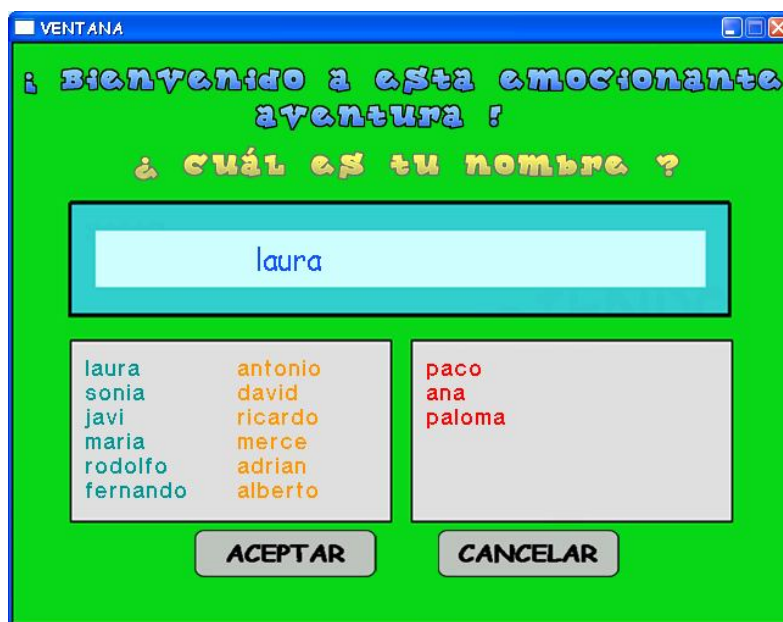 VENTANA
¡ Bienvenido a esta emocionante
aventura !
¿ cuál es tu nombre ?
laura
laura antonio
sonia david
javi ricardo
maria merce
rodolfo adrian
fernando alberto
paco
ana
paloma
ACEPTAR CANCELAR